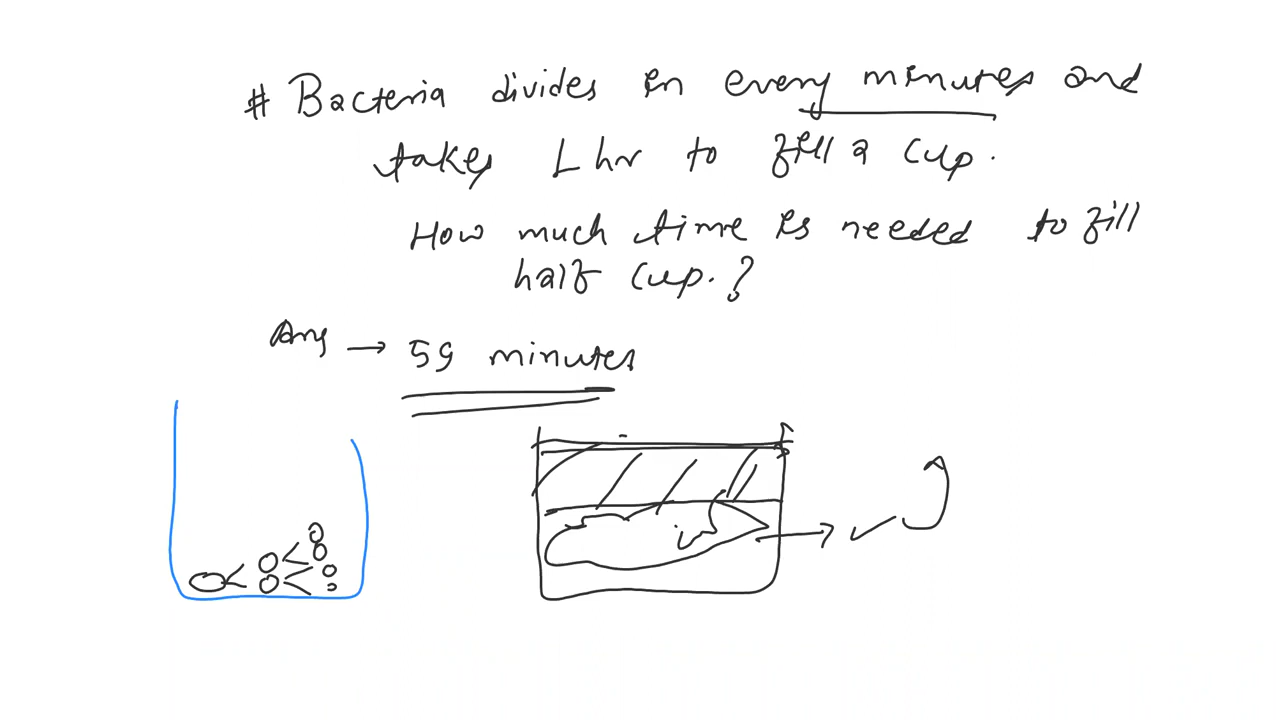 # Bacteria divides in every minutes and
takes 1 hr to fill a cup.
How much time is needed to fill
half cup.?
Ans → 59 minutes